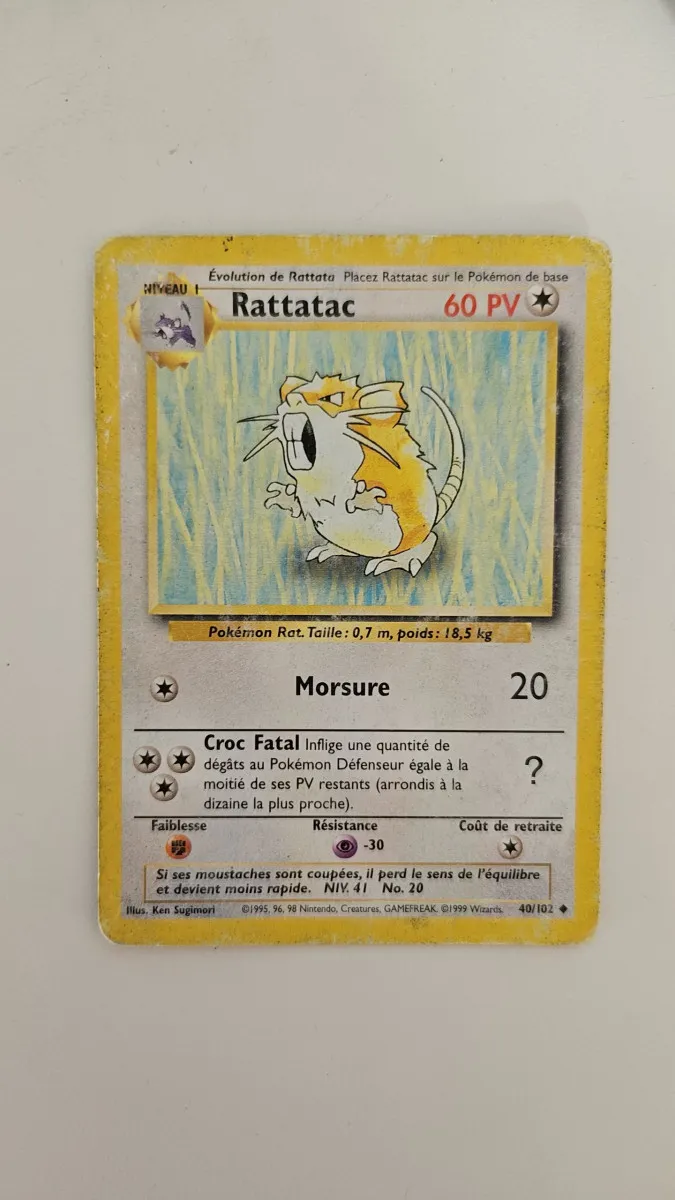 Évolution de Rattata Placez Rattatac sur le Pokémon de base
NIVEAU 1
Rattatac 60 PV
Pokémon Rat. Taille : 0,7 m, poids : 18,5 kg
Morsure 20
Croc Fatal Inflige une quantité de
dégâts au Pokémon Défenseur égale à la
moitié de ses PV restants (arrondis à la
dizaine la plus proche).
?
Faiblesse Résistance Coût de retraite
-30
Si ses moustaches sont coupées, il perd le sens de l'équilibre
et devient moins rapide. NIV. 41 No. 20
Illus. Ken Sugimori ©1995, 96, 98 Nintendo, Creatures, GAMEFREAK. ©1999 Wizards. 40/102